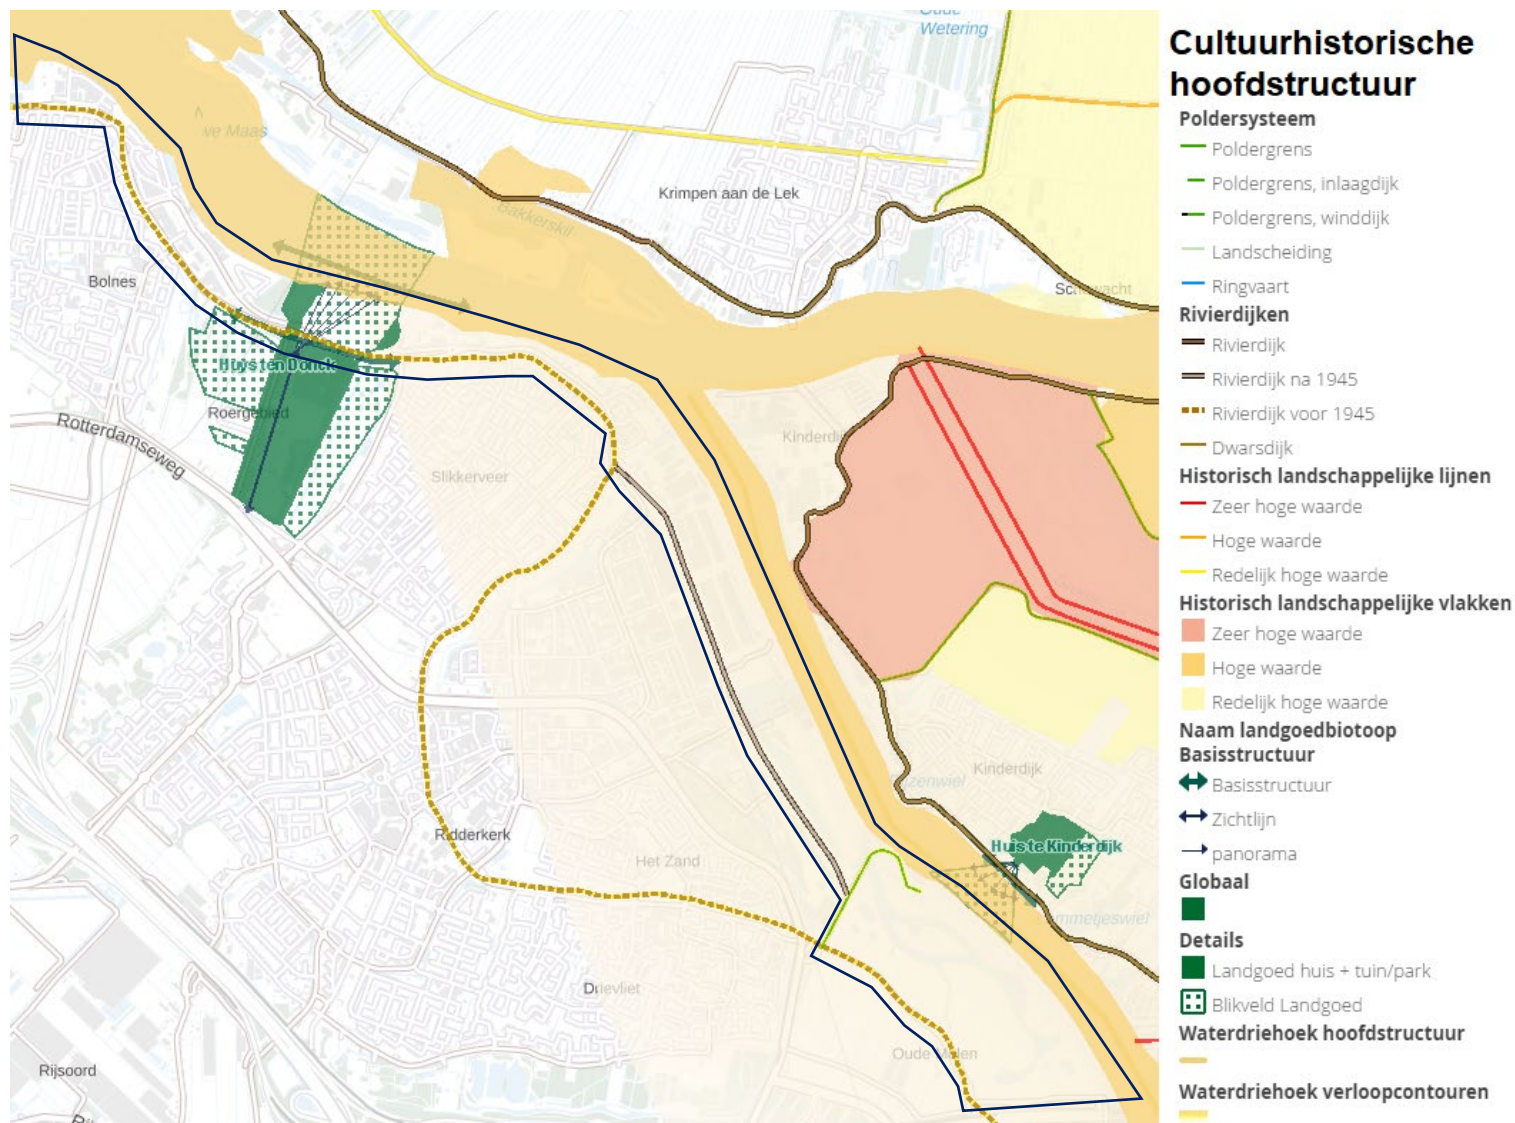 Oude
Wetering
we Maas
Krimpen aan de Lek
Bakkerskil
Bolnes
Huys ten Donck
Roergebied
Rotterdamseweg
Slikkerveer
Kinderdijk
Kinderdijk
Ridderkerk
Huis te Kinderdijk
Het Zand
Drievliet
Oude Molen
Rijsoord
Cultuurhistorische
hoofdstructuur
Poldersysteem
Poldergrens
Poldergrens, inlaagdijk
Poldergrens, winddijk
Landscheiding
Ringvaart
Rivierdijken
Rivierdijk
Rivierdijk na 1945
Rivierdijk voor 1945
Dwarsdijk
Historisch landschappelijke lijnen
Zeer hoge waarde
Hoge waarde
Redelijk hoge waarde
Historisch landschappelijke vlakken
Zeer hoge waarde
Hoge waarde
Redelijk hoge waarde
Naam landgoedbiotoop
Basisstructuur
Basisstructuur
Zichtlijn
panorama
Globaal
Details
Landgoed huis + tuin/park
Blikveld Landgoed
Waterdriehoek hoofdstructuur
Waterdriehoek verloopcontouren